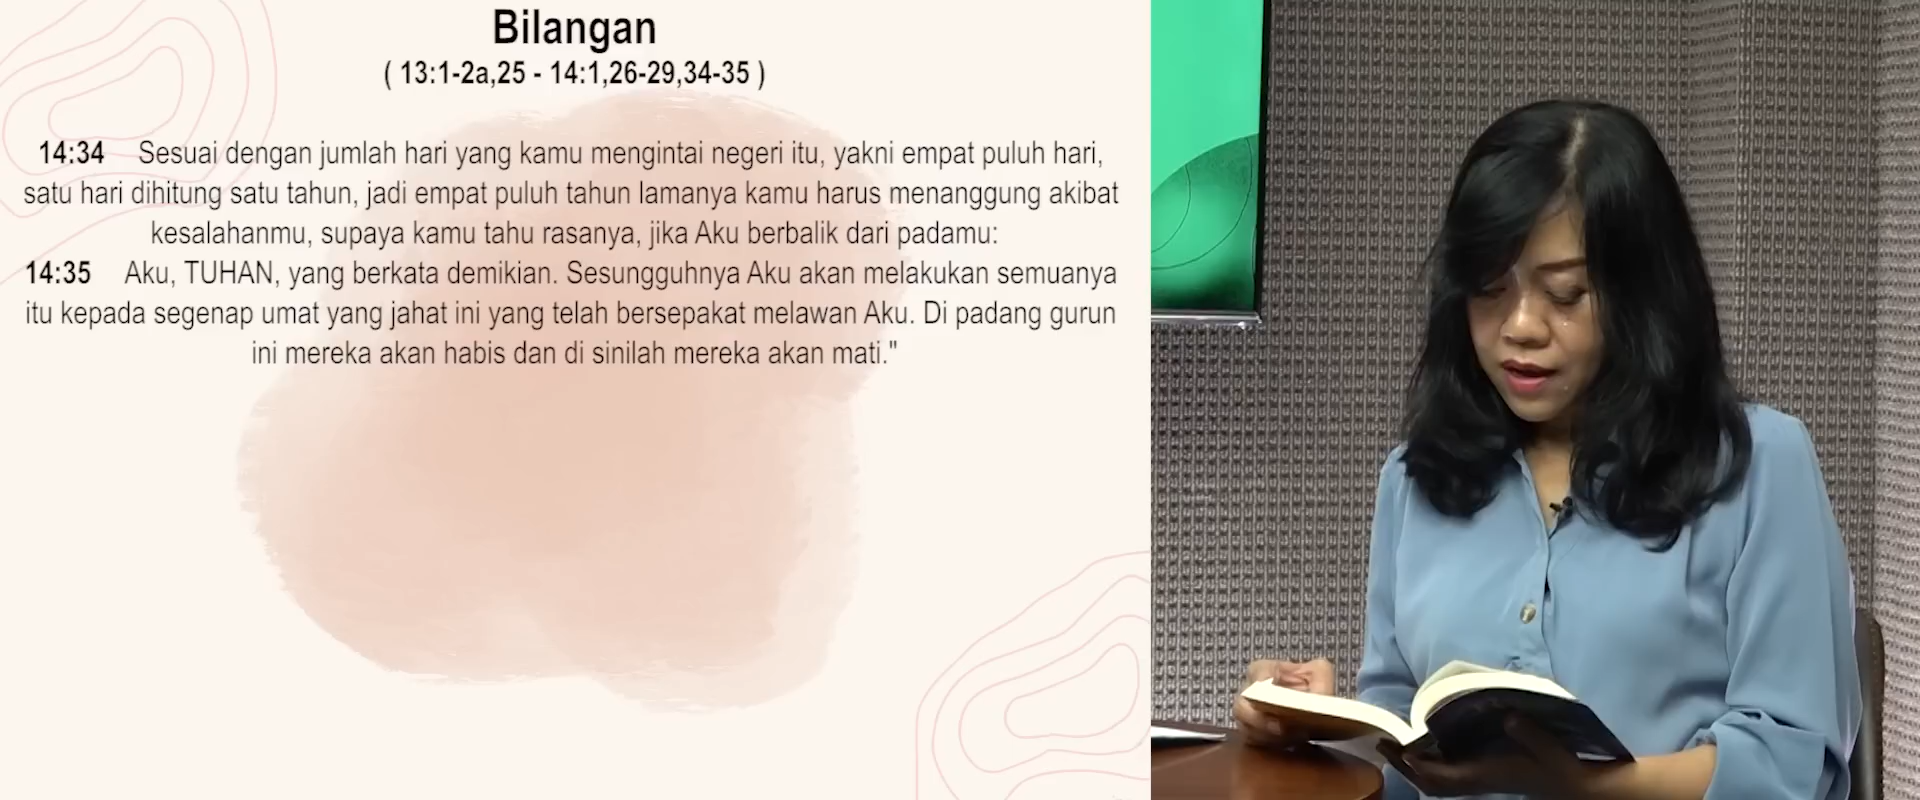 Bilangan
( 13:1-2a,25 - 14:1,26-29,34-35 )
14:34 Sesuai dengan jumlah hari yang kamu mengintai negeri itu, yakni empat puluh hari,
satu hari dihitung satu tahun, jadi empat puluh tahun lamanya kamu harus menanggung akibat
kesalahanmu, supaya kamu tahu rasanya, jika Aku berbalik dari padamu:
14:35 Aku, TUHAN, yang berkata demikian. Sesungguhnya Aku akan melakukan semuanya
itu kepada segenap umat yang jahat ini yang telah bersepakat melawan Aku. Di padang gurun
ini mereka akan habis dan di sinilah mereka akan mati."